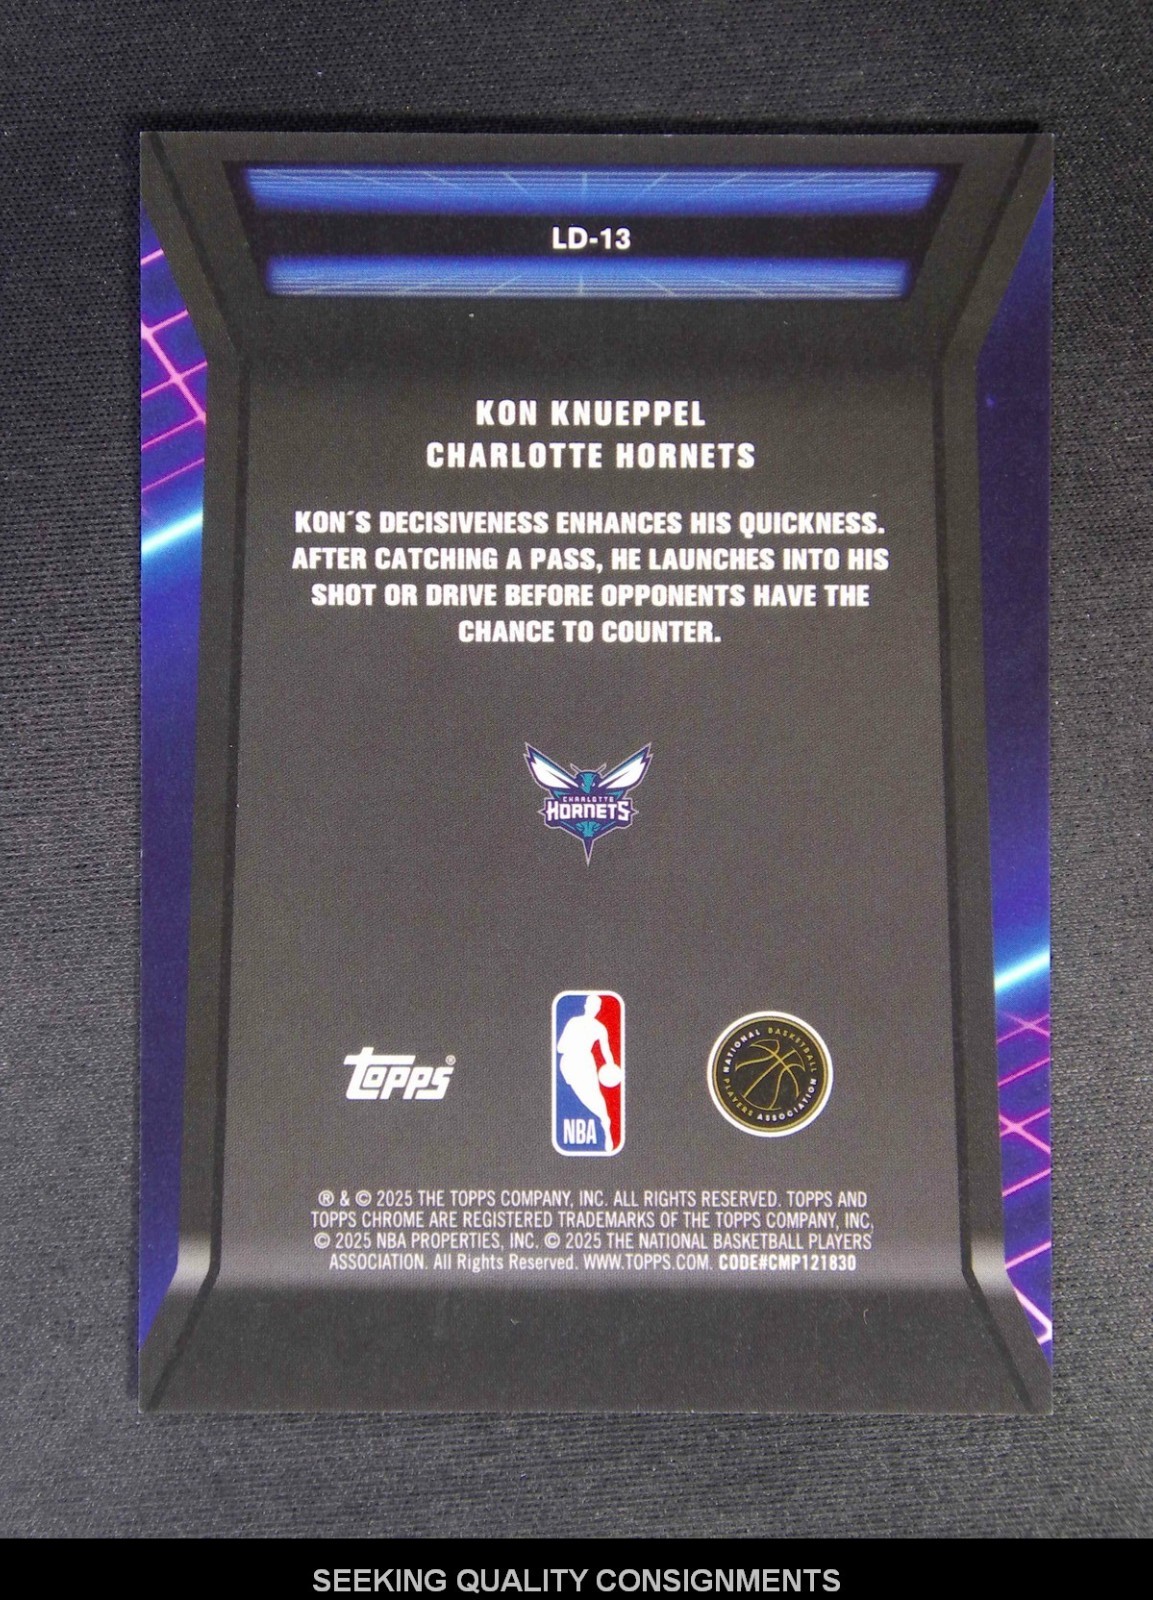 LD-13
KON KNUEPPEL
CHARLOTTE HORNETS
KON´S DECISIVENESS ENHANCES HIS QUICKNESS.
AFTER CATCHING A PASS, HE LAUNCHES INTO HIS
SHOT OR DRIVE BEFORE OPPONENTS HAVE THE
CHANCE TO COUNTER.
CHARLOTTE
HORNETS
TOPPS®
NBA
NATIONAL BASKETBALL PLAYERS ASSOCIATION
® & © 2025 THE TOPPS COMPANY, INC. ALL RIGHTS RESERVED. TOPPS AND
TOPPS CHROME ARE REGISTERED TRADEMARKS OF THE TOPPS COMPANY, INC.
© 2025 NBA PROPERTIES, INC. © 2025 THE NATIONAL BASKETBALL PLAYERS
ASSOCIATION. All Rights Reserved. WWW.TOPPS.COM. CODE#CMP121830
SEEKING QUALITY CONSIGNMENTS